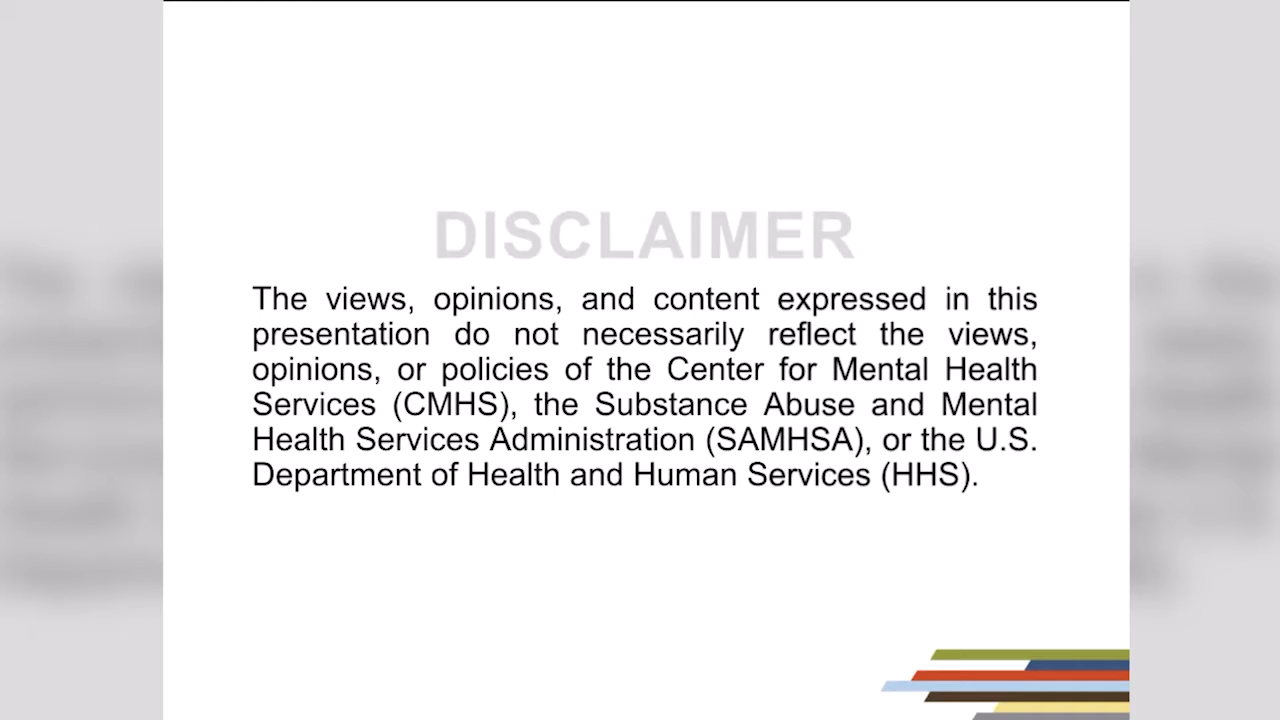 DISCLAIMER
The views, opinions, and content expressed in this
presentation do not necessarily reflect the views,
opinions, or policies of the Center for Mental Health
Services (CMHS), the Substance Abuse and Mental
Health Services Administration (SAMHSA), or the U.S.
Department of Health and Human Services (HHS).